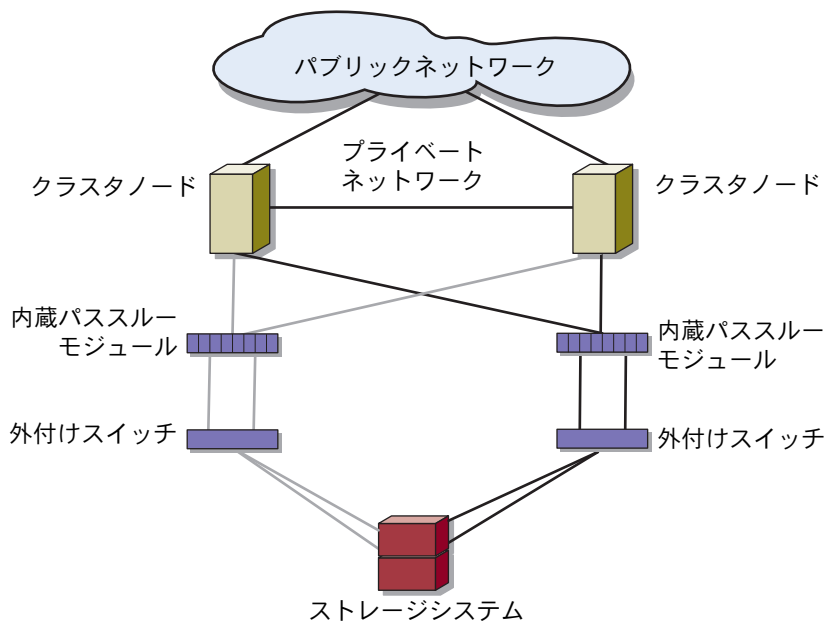 パブリックネットワーク
プライベート
ネットワーク
クラスタノード
クラスタノード
内蔵パススルー
モジュール
内蔵パススルー
モジュール
外付けスイッチ
外付けスイッチ
ストレージシステム